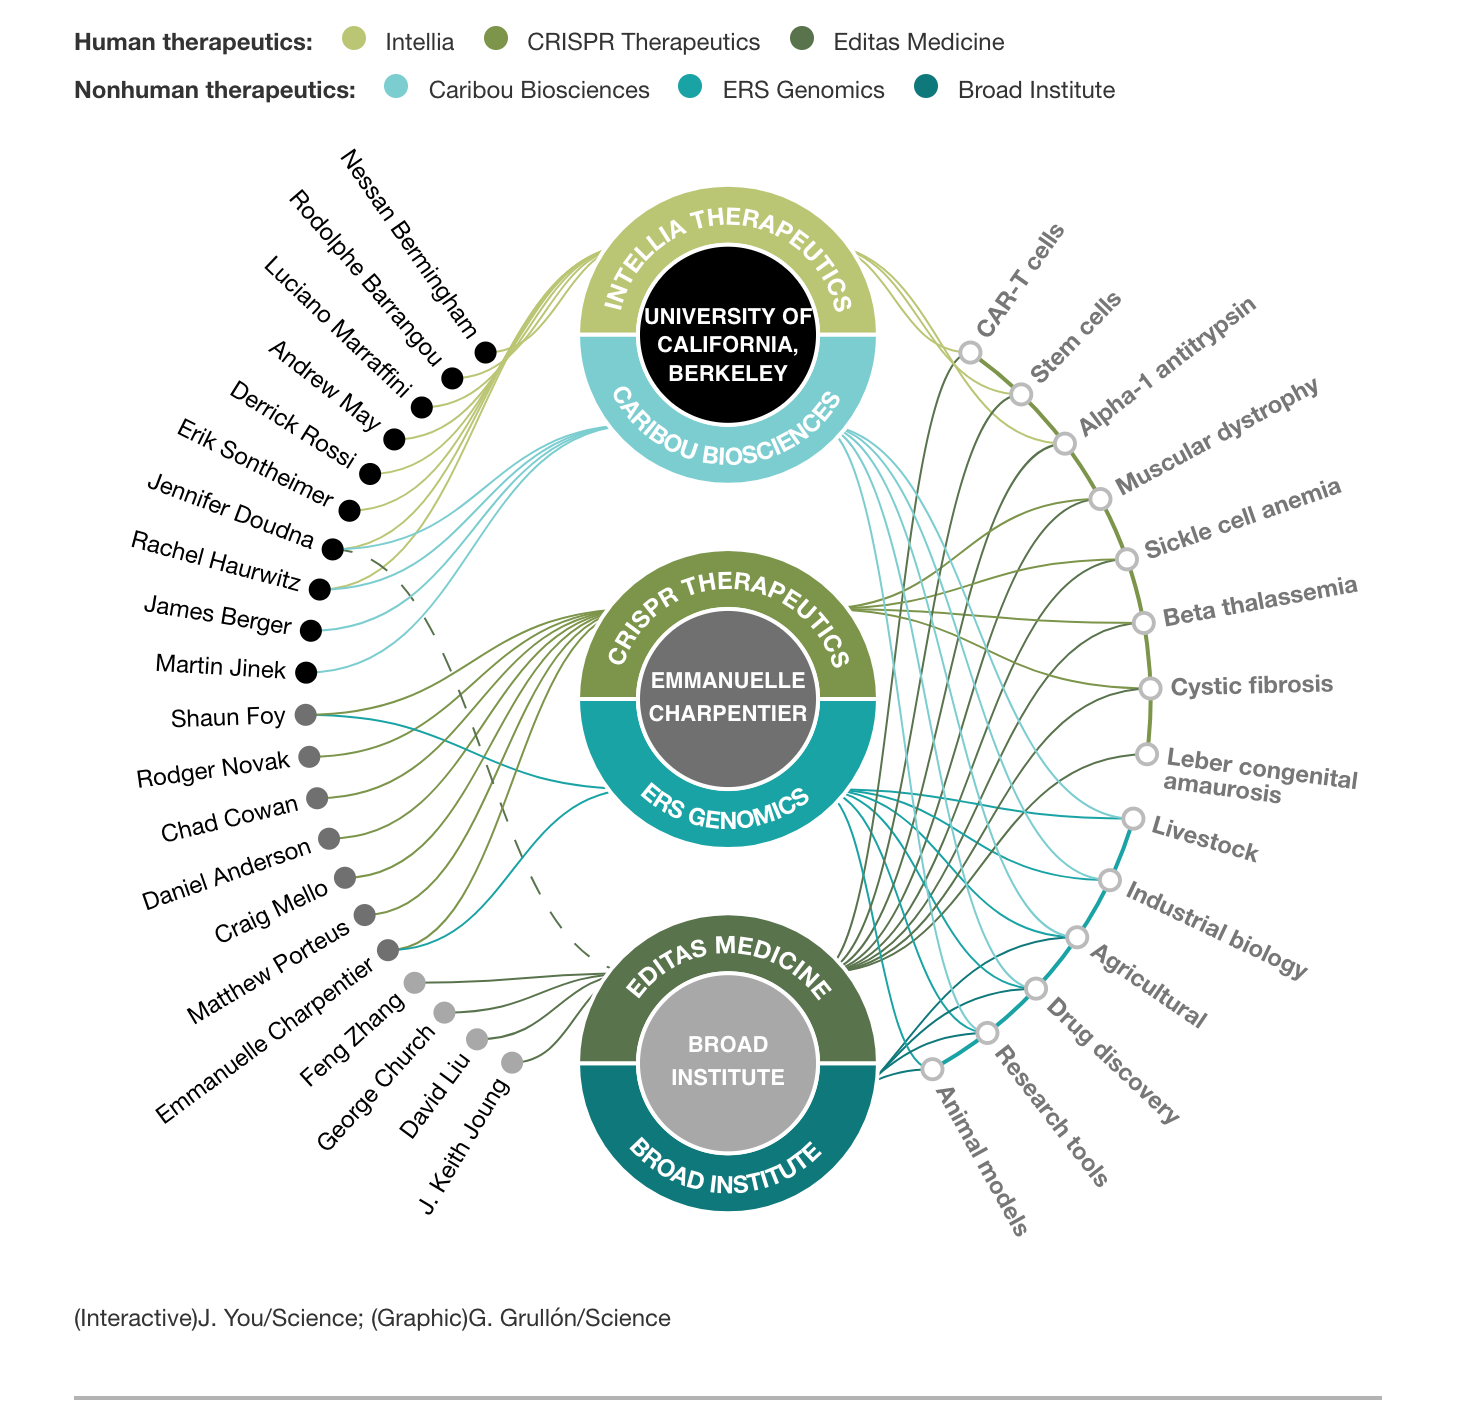 Human therapeutics: Intellia CRISPR Therapeutics Editas Medicine
Nonhuman therapeutics: Caribou Biosciences ERS Genomics Broad Institute
Nessan Bermingham
Rodolphe Barrangou
Luciano Marraffini
Andrew May
Derrick Rossi
Erik Sontheimer
Jennifer Doudna
Rachel Haurwitz
James Berger
Martin Jinek
Shaun Foy
Rodger Novak
Chad Cowan
Daniel Anderson
Craig Mello
Matthew Porteus
Emmanuelle Charpentier
Feng Zhang
George Church
David Liu
J. Keith Joung
INTELLIA THERAPEUTICS
UNIVERSITY OF
CALIFORNIA,
BERKELEY
CARIBOU BIOSCIENCES
CRISPR THERAPEUTICS
EMMANUELLE
CHARPENTIER
ERS GENOMICS
EDITAS MEDICINE
BROAD
INSTITUTE
BROAD INSTITUTE
CAR-T cells
Stem cells
Alpha-1 antitrypsin
Muscular dystrophy
Sickle cell anemia
Beta thalassemia
Cystic fibrosis
Leber congenital
amaurosis
Livestock
Industrial biology
Agricultural
Drug discovery
Research tools
Animal models
(Interactive)J. You/Science; (Graphic)G. Grullón/Science